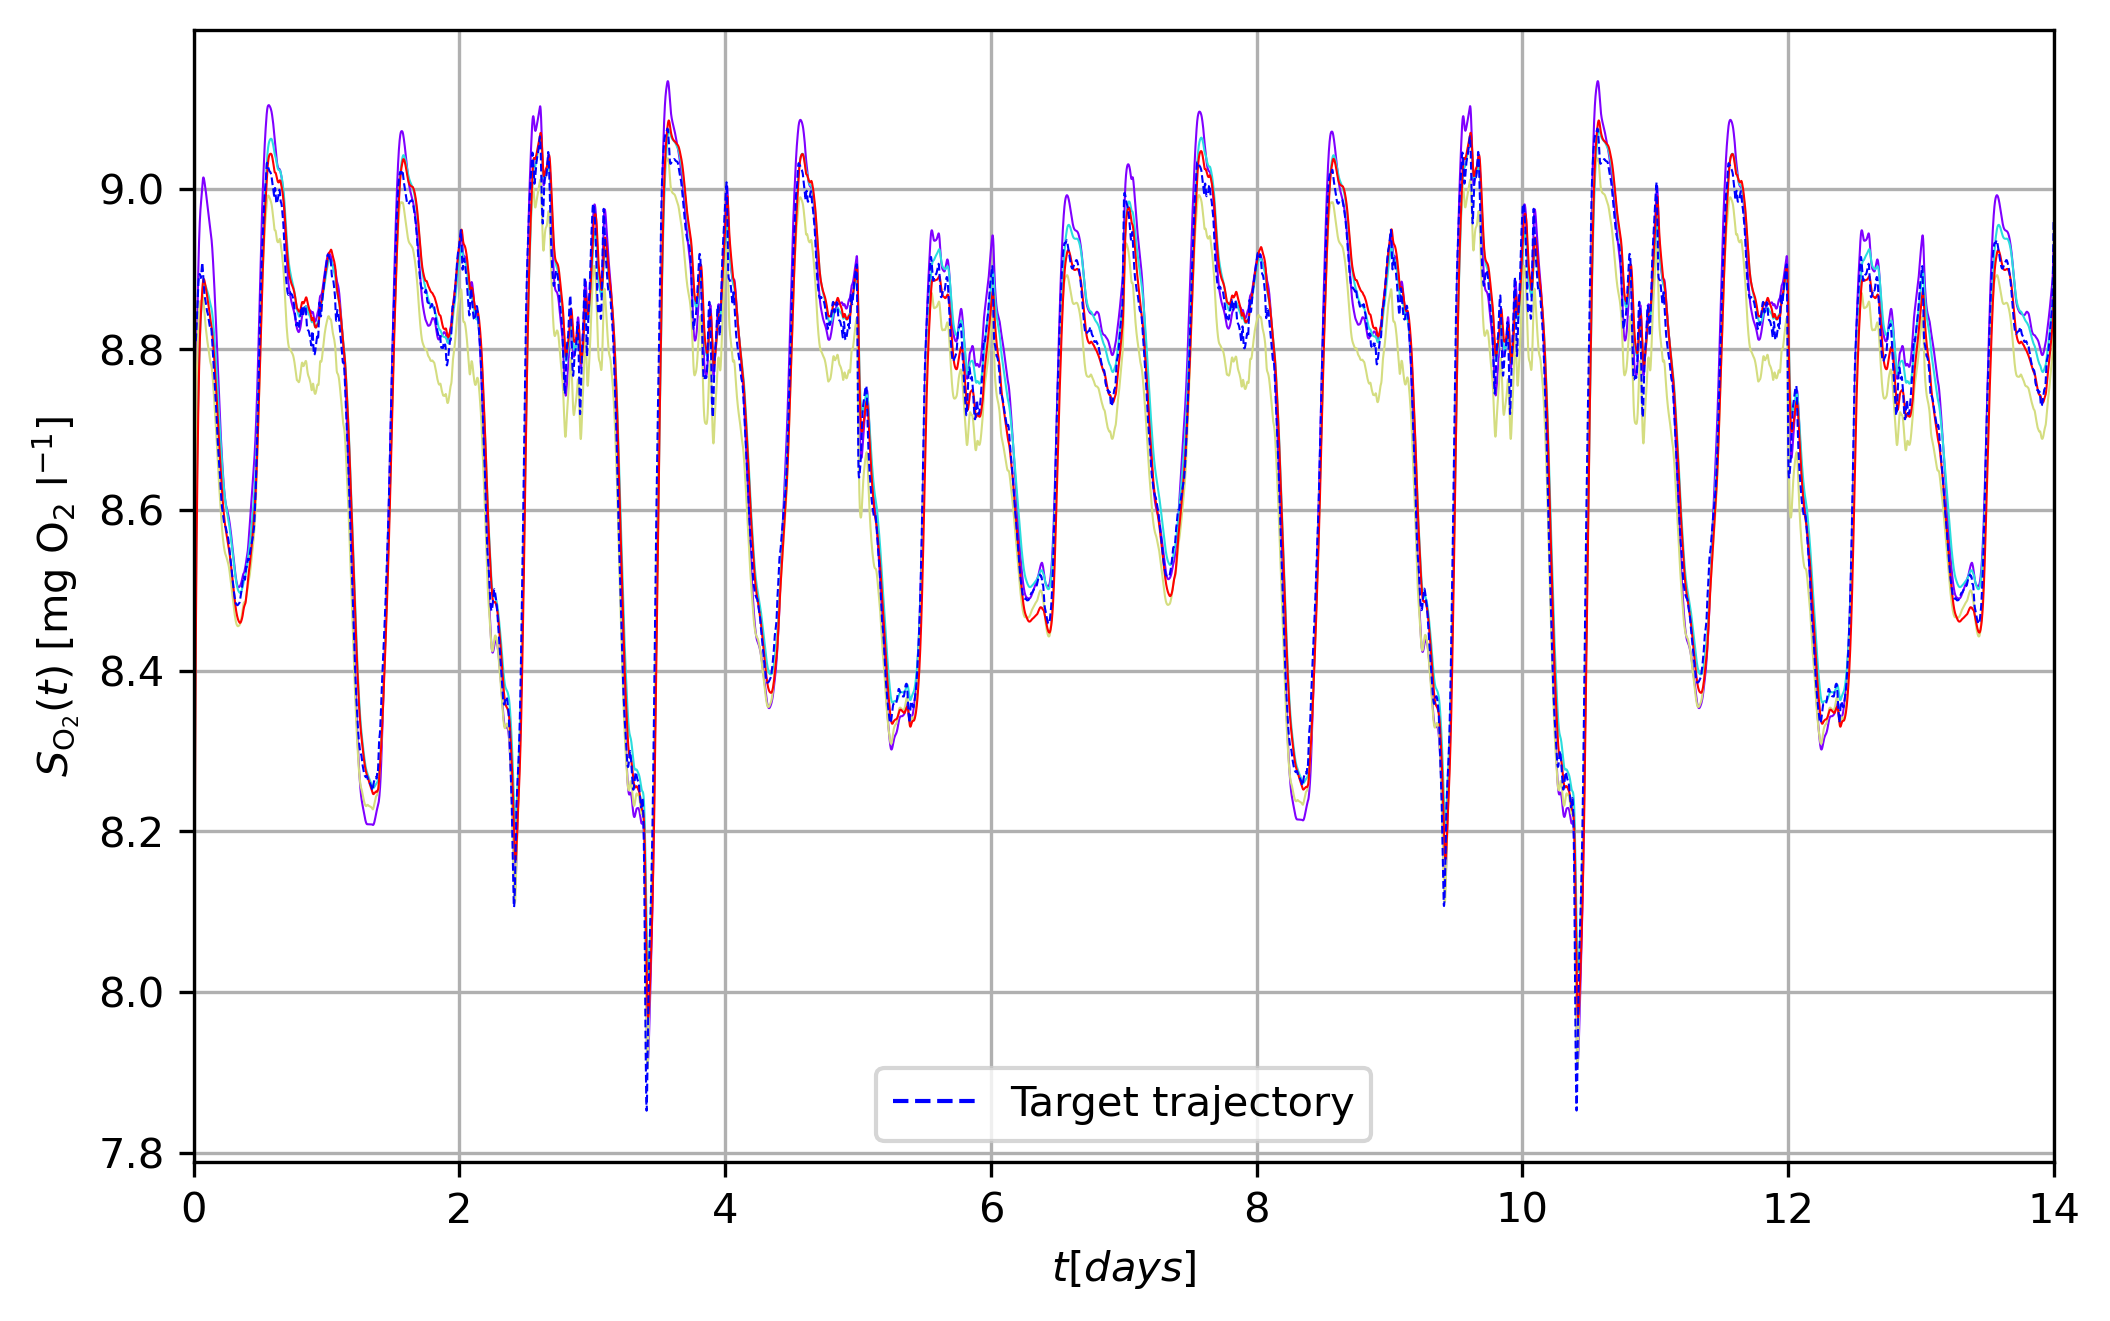 9.0
8.8
8.6
8.4
8.2
8.0
7.8
S_{O_2}(t) [mg O_2 l^{-1}]
Target trajectory
0 2 4 6 8 10 12 14
t[days]